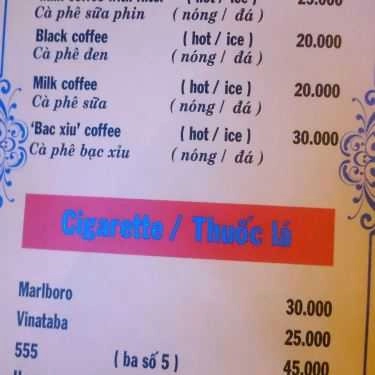 Cà phê sữa phin ( nóng / đá )
Black coffee ( hot / ice ) 20.000
Cà phê đen ( nóng / đá )
Milk coffee ( hot / ice ) 20.000
Cà phê sữa ( nóng / đá )
‘Bac xiu’ coffee ( hot / ice ) 30.000
Cà phê bạc xỉu ( nóng / đá )
Cigarette / Thuốc lá
Marlboro 30.000
Vinataba 25.000
555 ( ba số 5 ) 45.000